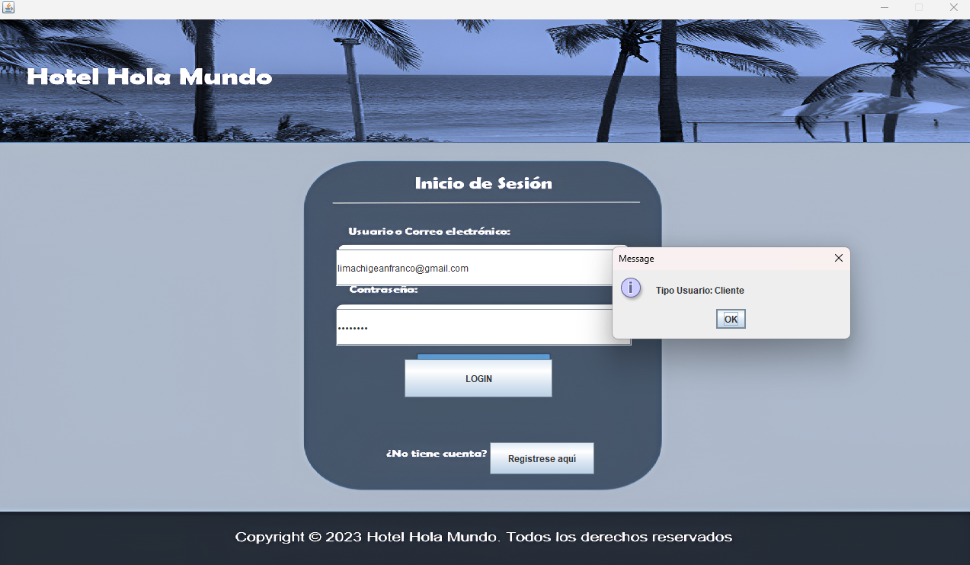 Hotel Hola Mundo
Inicio de Sesión
Usuario o Correo electrónico:
limachigeanfranco@gmail.com
Contraseña:
••••••••
LOGIN
¿No tiene cuenta?
Registrese aquí
Message
Tipo Usuario: Cliente
OK
Copyright © 2023 Hotel Hola Mundo. Todos los derechos reservados